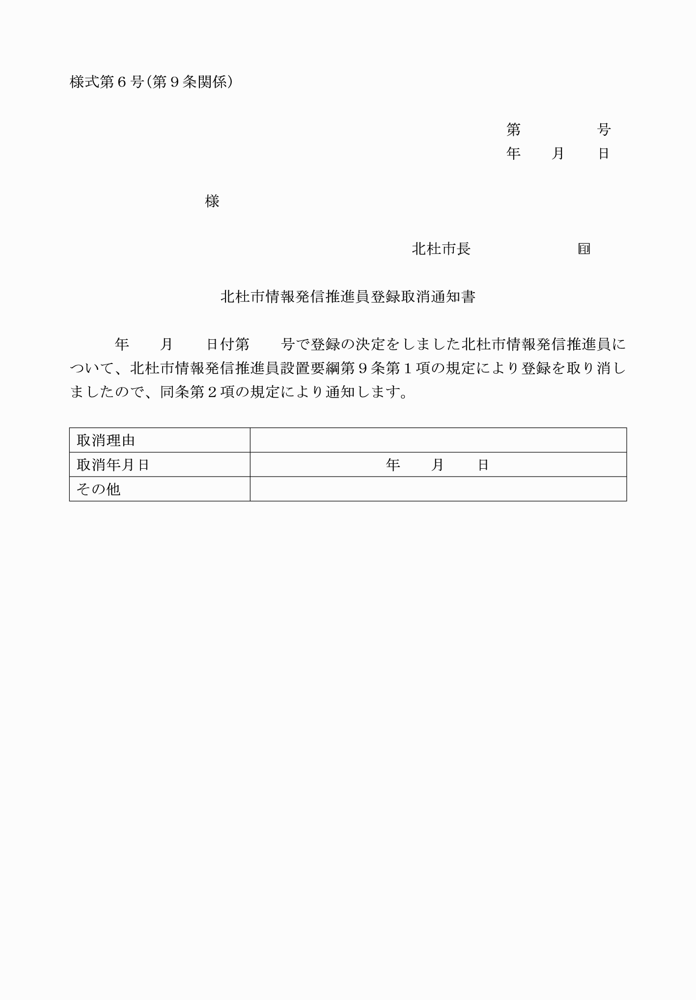 様式第６号（第９条関係）
第　　　　　号
年　　月　　日
様
北杜市長　　　　　　　印
北杜市情報発信推進員登録取消通知書
　　　年　　月　　日付第　　号で登録の決定をしました北杜市情報発信推進員に
ついて、北杜市情報発信推進員設置要綱第９条第１項の規定により登録を取り消し
ましたので、同条第２項の規定により通知します。
取消理由
取消年月日　　　年　　月　　日
その他